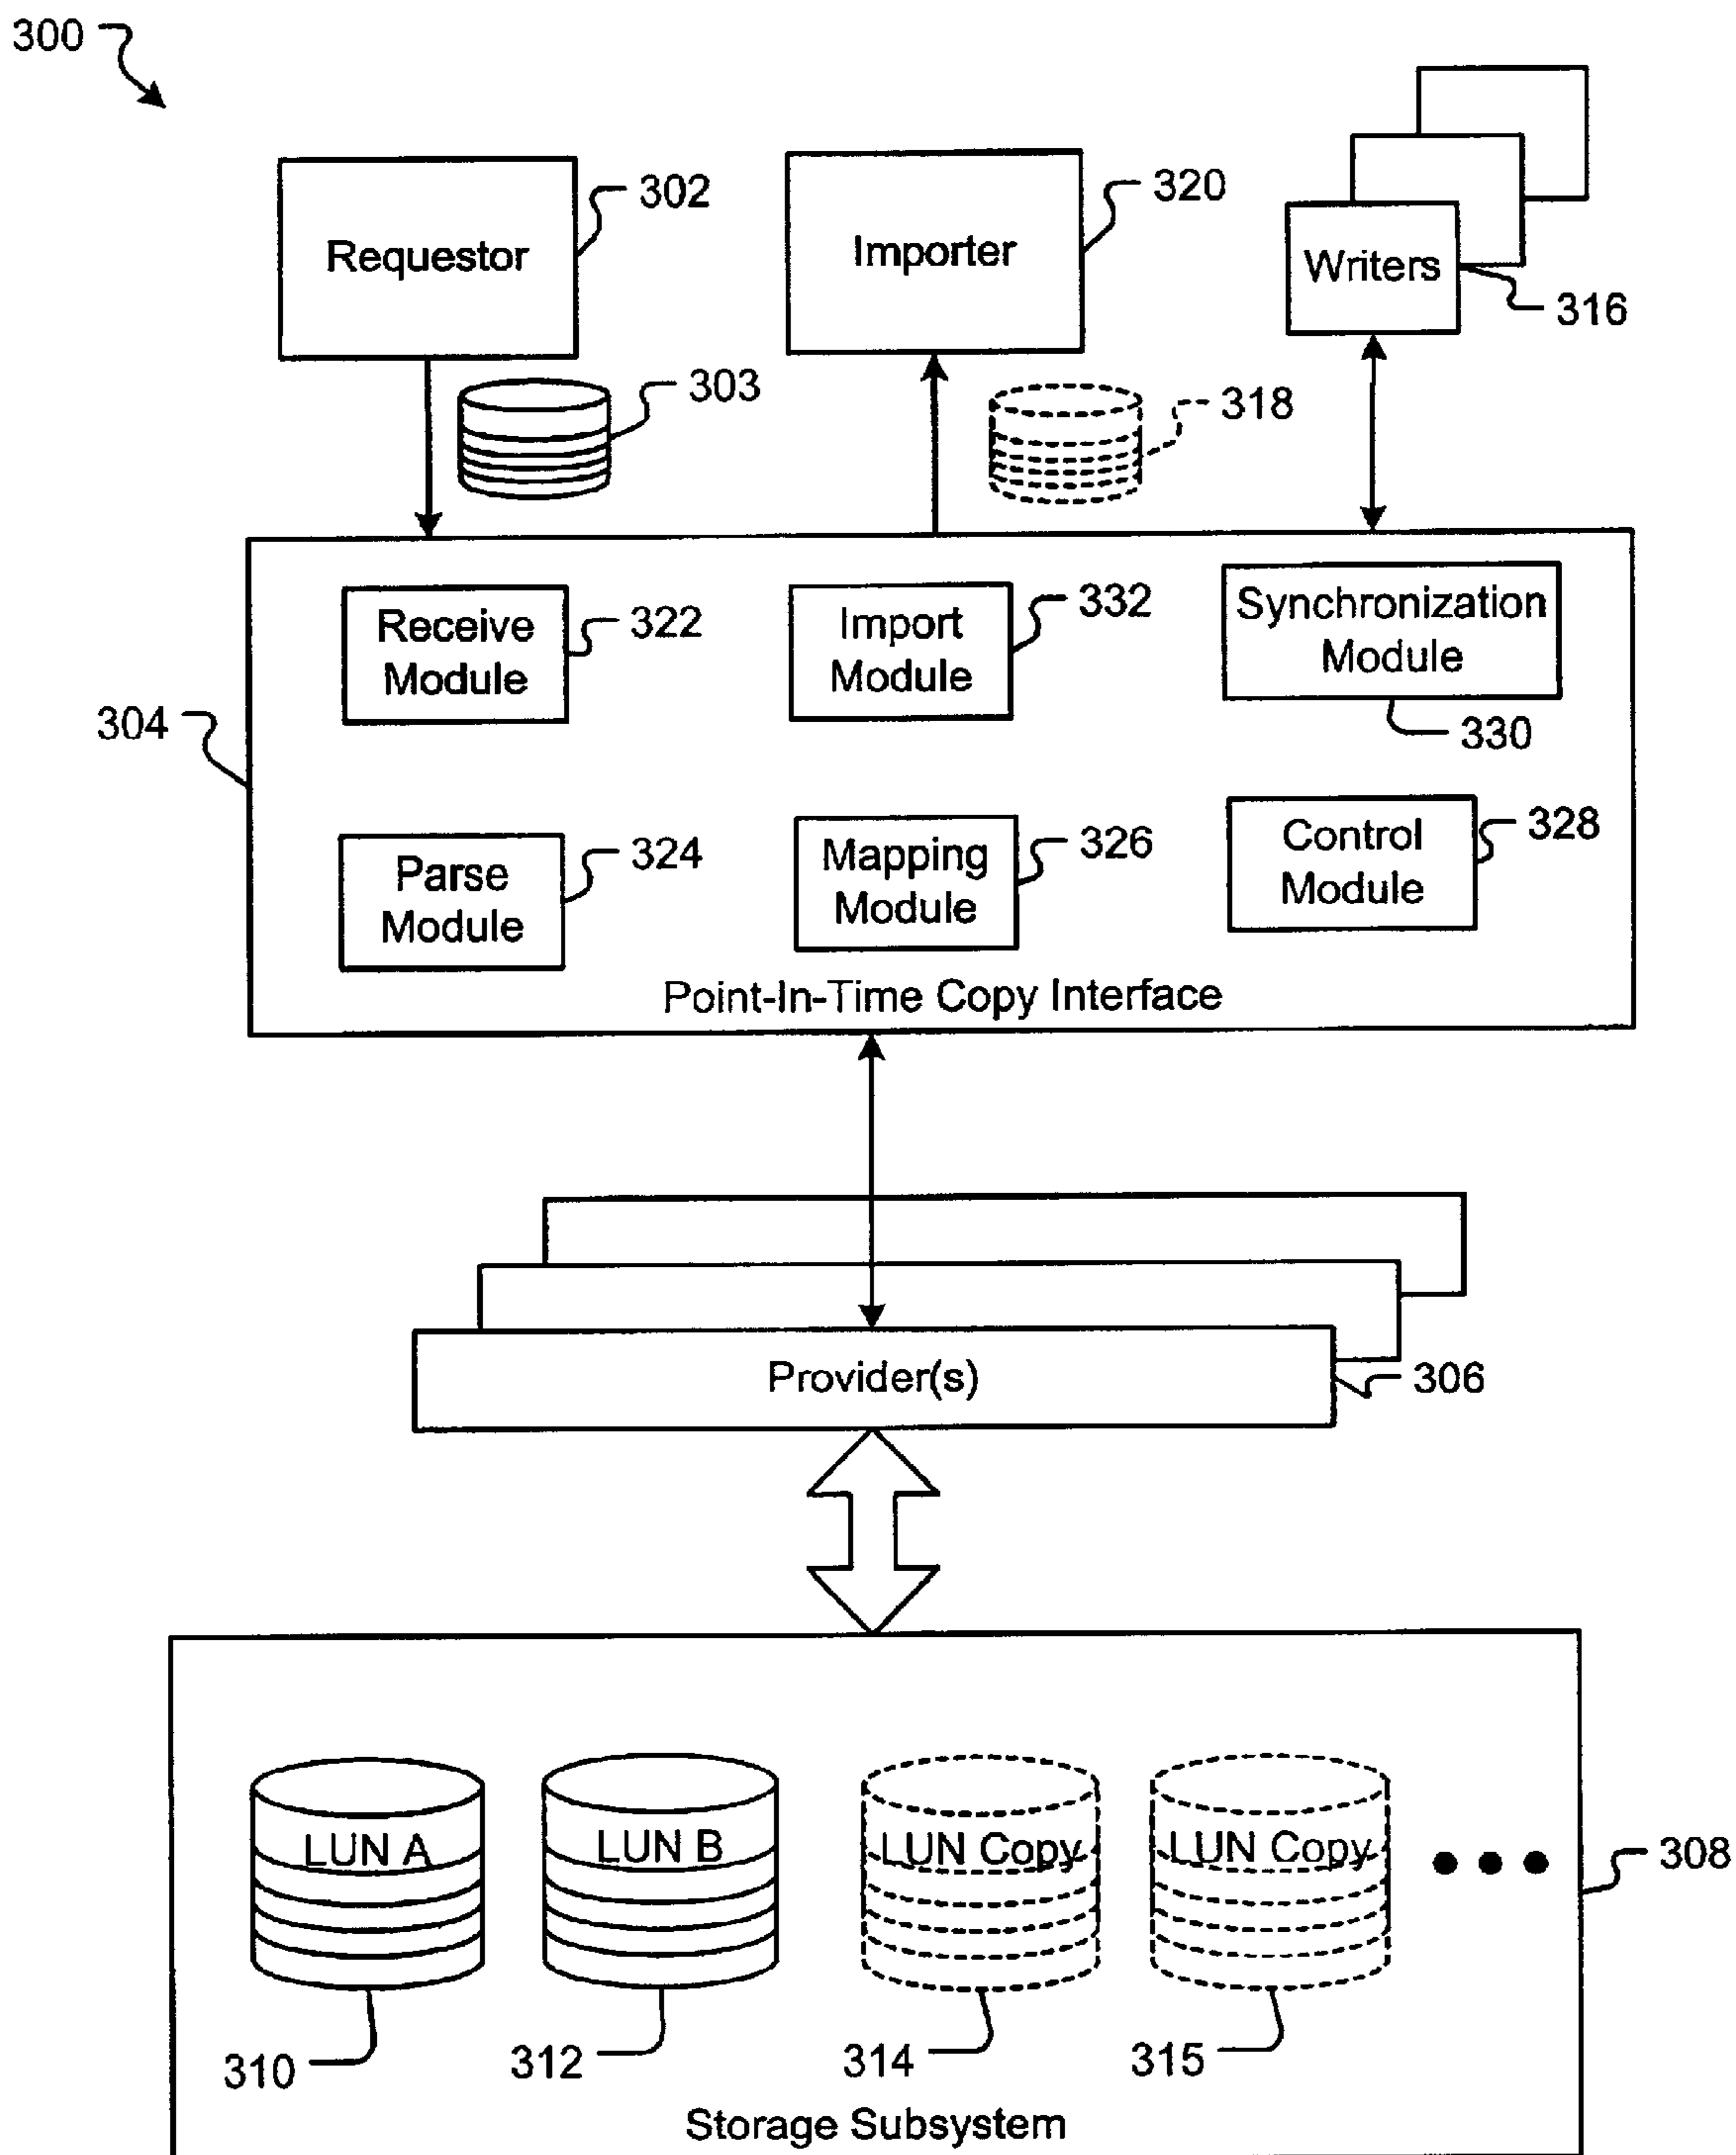 300
302
320
Requestor
Importer
Writers
316
303
318
Receive
Module
322
Import
Module
332
Synchronization
Module
330
304
Parse
Module
324
Mapping
Module
326
Control
Module
328
Point-In-Time Copy Interface
Provider(s)
306
LUN A
LUN B
LUN Copy
LUN Copy
308
310
312
314
315
Storage Subsystem